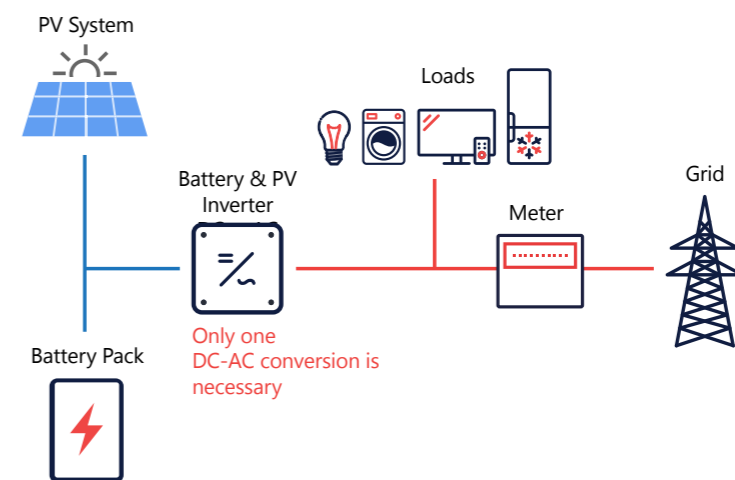 PV System
Loads
Battery & PV
Inverter
Meter
Grid
Only one
DC-AC conversion is
necessary
Battery Pack